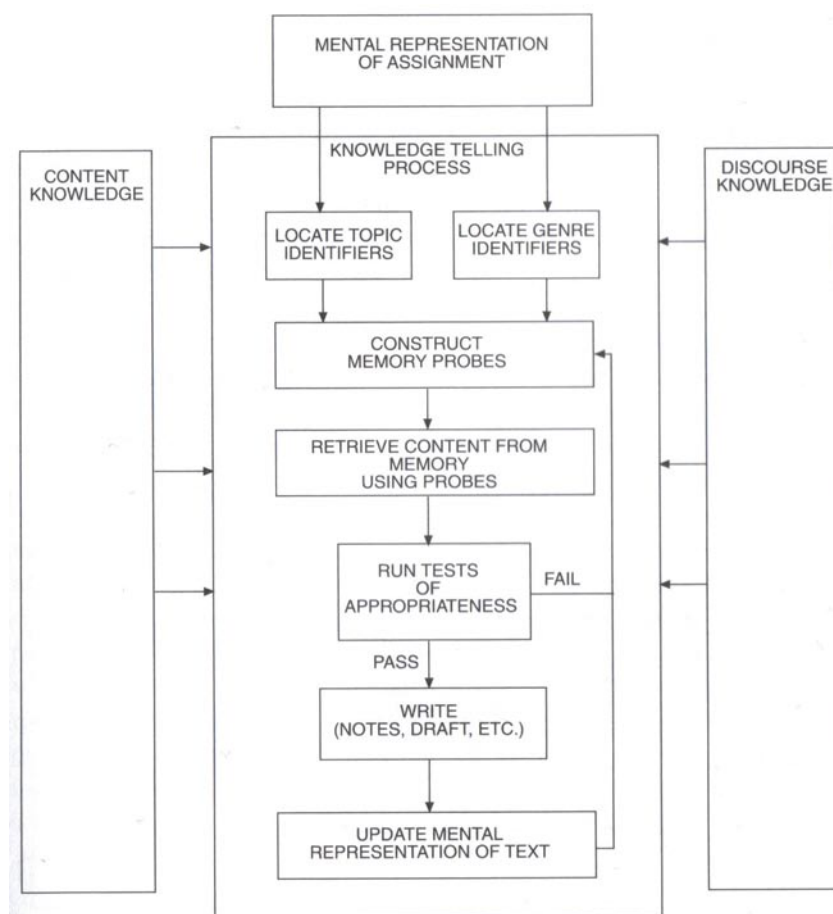 MENTAL REPRESENTATION
OF ASSIGNMENT
KNOWLEDGE TELLING
PROCESS
CONTENT
KNOWLEDGE
DISCOURSE
KNOWLEDGE
LOCATE TOPIC
IDENTIFIERS
LOCATE GENRE
IDENTIFIERS
CONSTRUCT
MEMORY PROBES
RETRIEVE CONTENT FROM
MEMORY
USING PROBES
RUN TESTS
OF
APPROPRIATENESS
FAIL
PASS
WRITE
(NOTES, DRAFT, ETC.)
UPDATE MENTAL
REPRESENTATION OF TEXT